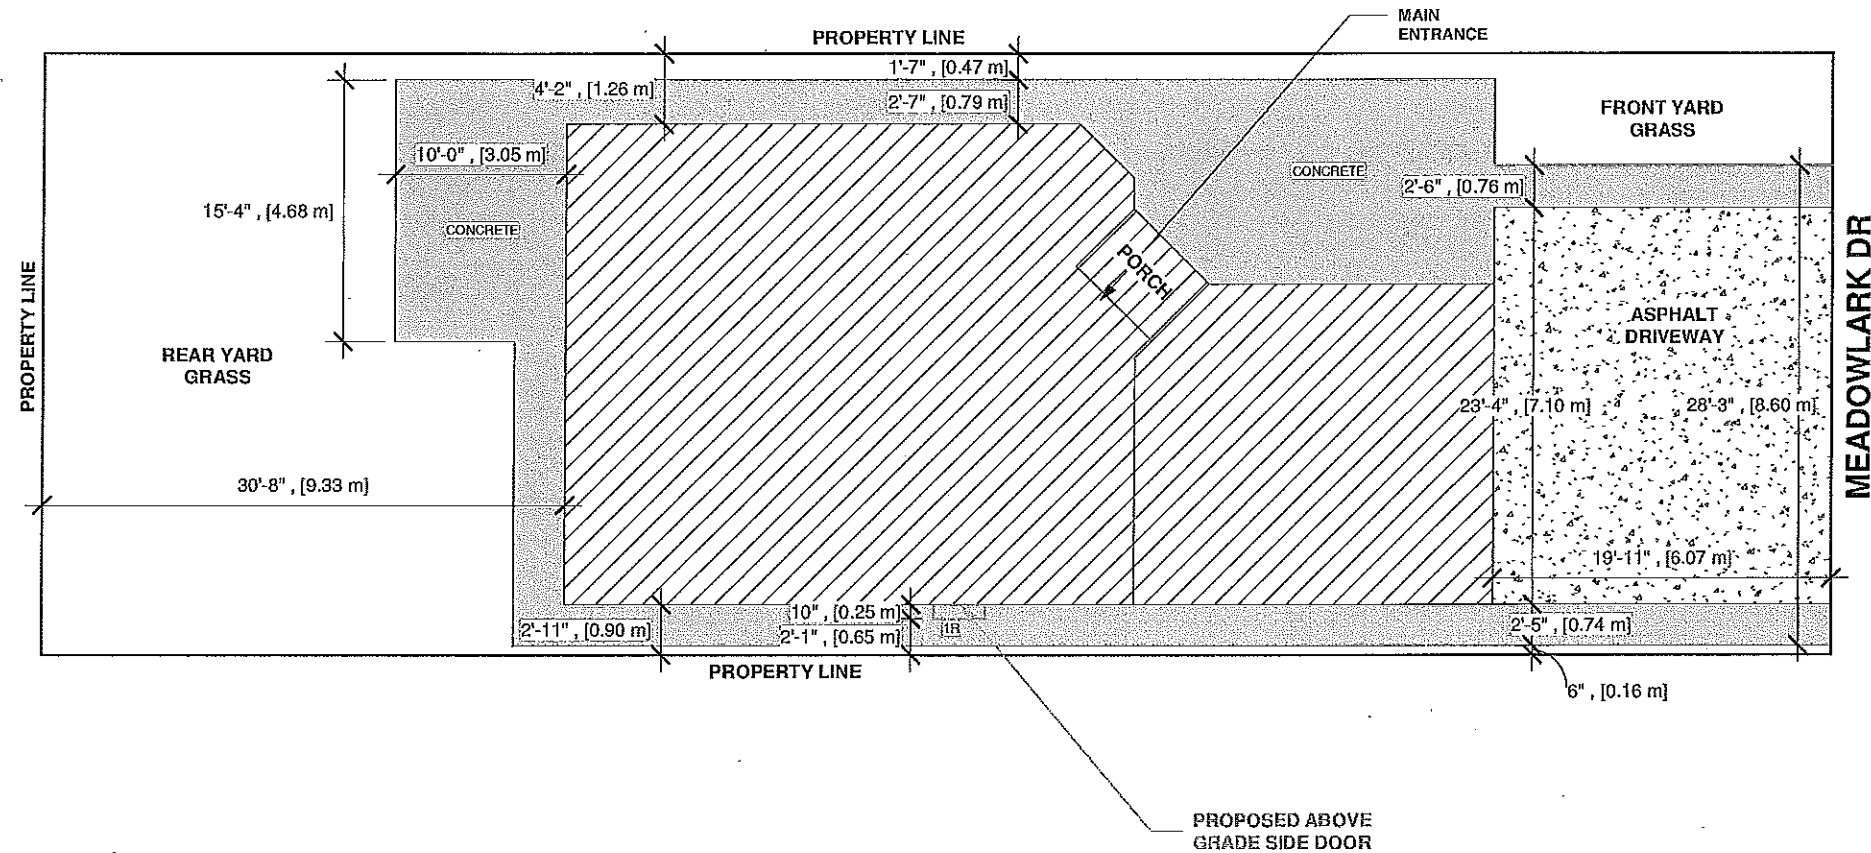 MAIN
ENTRANCE
PROPERTY LINE
1'-7" , [0.47 m]
4'-2" , [1.26 m]
2'-7" , [0.79 m]
FRONT YARD
GRASS
10'-0" , [3.05 m]
CONCRETE
2'-6" , [0.76 m]
15'-4" , [4.68 m]
CONCRETE
PORCH
MEADOWLARK DR
PROPERTY LINE
ASPHALT
DRIVEWAY
REAR YARD
GRASS
23'-4" , [7.10 m]
28'-3" , [8.60 m]
30'-8" , [9.33 m]
19'-11" , [6.07 m]
10" , [0.25 m]
2'-11" , [0.90 m]
2'-1" , [0.65 m]
1R
2'-5" , [0.74 m]
PROPERTY LINE
6" , [0.16 m]
PROPOSED ABOVE
GRADE SIDE DOOR